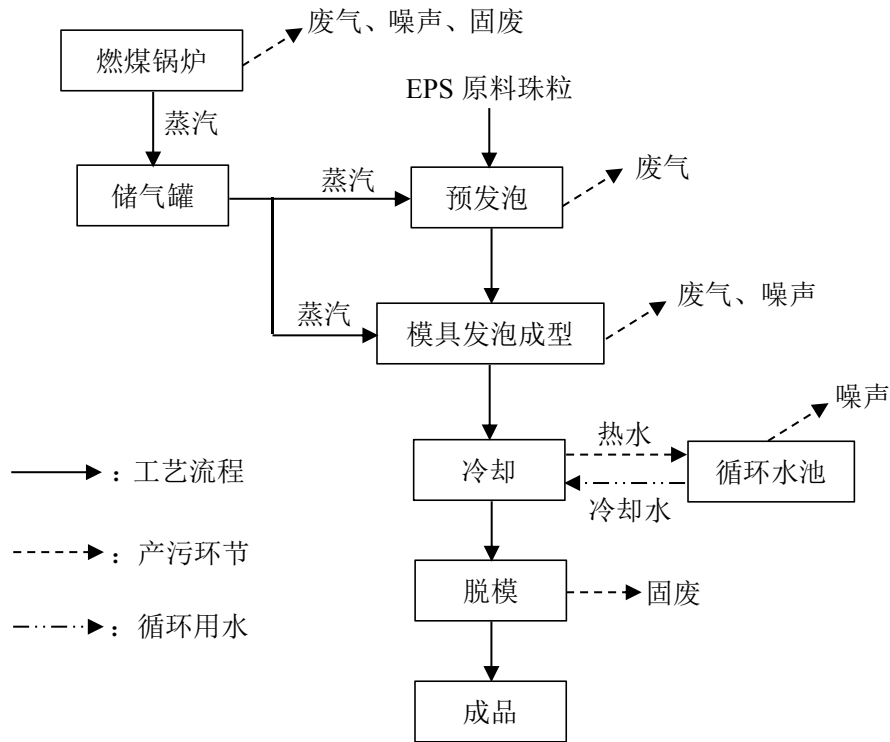 废气、噪声、固废
燃煤锅炉
EPS 原料珠粒
蒸汽
废气
储气罐
蒸汽
预发泡
废气、噪声
蒸汽
模具发泡成型
噪声
热水
冷却
循环水池
冷却水
：工艺流程
：产污环节
脱模
固废
：循环用水
成品